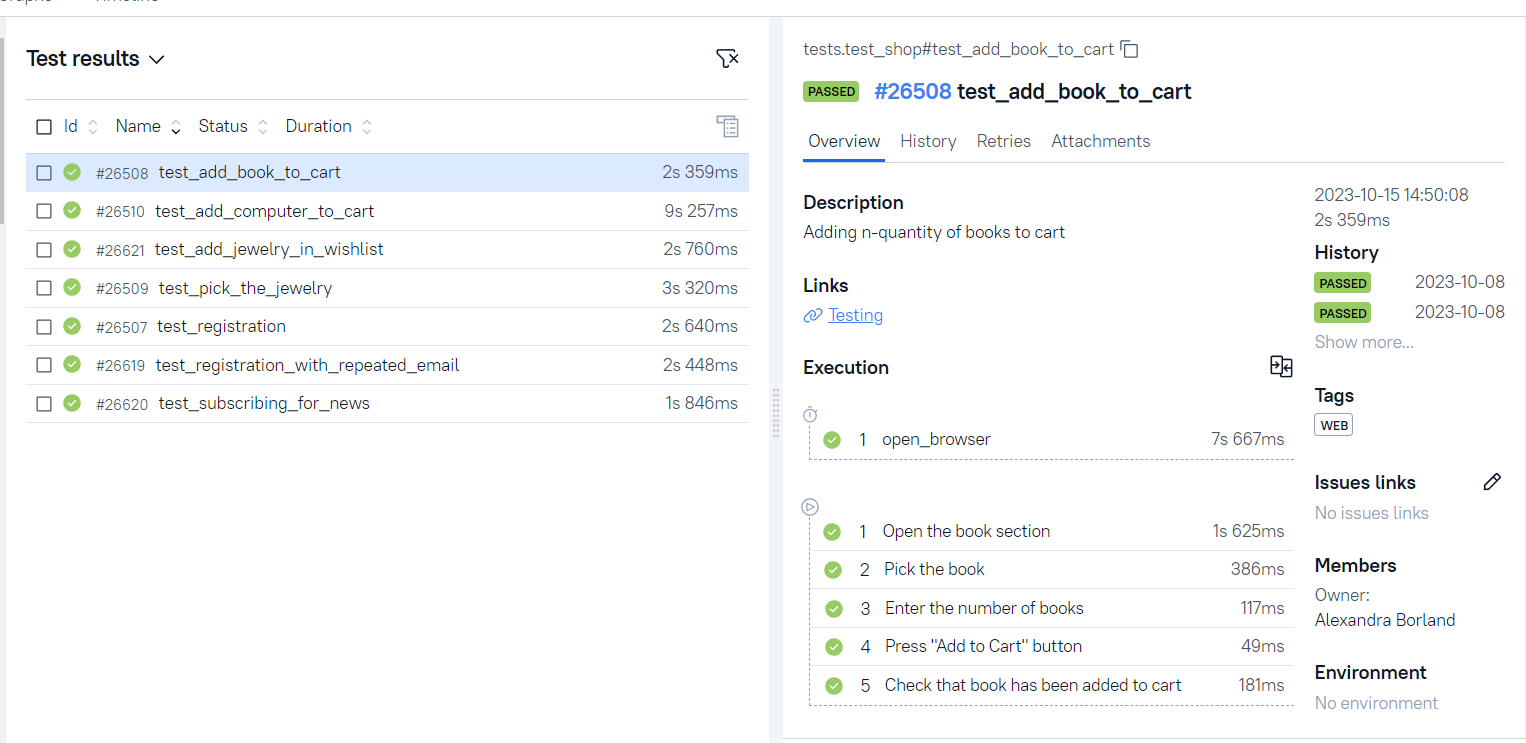 Test results
Id Name Status Duration
#26508 test_add_book_to_cart 2s 359ms
#26510 test_add_computer_to_cart 9s 257ms
#26621 test_add_jewelry_in_wishlist 2s 760ms
#26509 test_pick_the_jewelry 3s 320ms
#26507 test_registration 2s 640ms
#26619 test_registration_with_repeated_email 2s 448ms
#26620 test_subscribing_for_news 1s 846ms
tests.test_shop#test_add_book_to_cart
PASSED #26508 test_add_book_to_cart
Overview History Retries Attachments
Description
Adding n-quantity of books to cart
Links
Testing
Execution
1 open_browser 7s 667ms
1 Open the book section 1s 625ms
2 Pick the book 386ms
3 Enter the number of books 117ms
4 Press "Add to Cart" button 49ms
5 Check that book has been added to cart 181ms
2023-10-15 14:50:08
2s 359ms
History
PASSED 2023-10-08
PASSED 2023-10-08
Show more...
Tags
WEB
Issues links
No issues links
Members
Owner:
Alexandra Borland
Environment
No environment